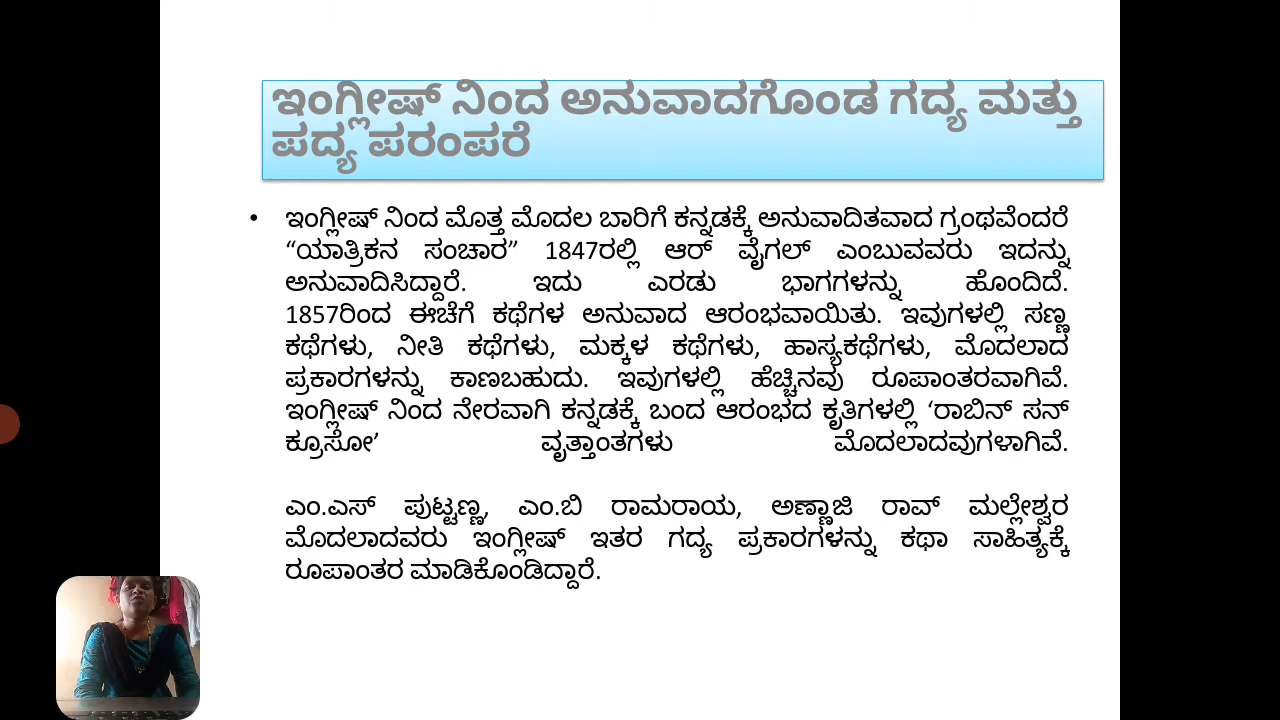 ಇಂಗ್ಲೀಷ್ ನಿಂದ ಅನುವಾದಗೊಂಡ ಗದ್ಯ ಮತ್ತು
ಪದ್ಯ ಪರಂಪರೆ
• ಇಂಗ್ಲೀಷ್ ನಿಂದ ಮೊತ್ತ ಮೊದಲ ಬಾರಿಗೆ ಕನ್ನಡಕ್ಕೆ ಅನುವಾದಿತವಾದ ಗ್ರಂಥವೆಂದರೆ
“ಯಾತ್ರಿಕನ ಸಂಚಾರ” 1847ರಲ್ಲಿ ಆರ್ ವೈಗಲ್ ಎಂಬುವವರು ಇದನ್ನು
ಅನುವಾದಿಸಿದ್ದಾರೆ. ಇದು ಎರಡು ಭಾಗಗಳನ್ನು ಹೊಂದಿದೆ.
1857ರಿಂದ ಈಚೆಗೆ ಕಥೆಗಳ ಅನುವಾದ ಆರಂಭವಾಯಿತು. ಇವುಗಳಲ್ಲಿ ಸಣ್ಣ
ಕಥೆಗಳು, ನೀತಿ ಕಥೆಗಳು, ಮಕ್ಕಳ ಕಥೆಗಳು, ಹಾಸ್ಯಕಥೆಗಳು, ಮೊದಲಾದ
ಪ್ರಕಾರಗಳನ್ನು ಕಾಣಬಹುದು. ಇವುಗಳಲ್ಲಿ ಹೆಚ್ಚಿನವು ರೂಪಾಂತರವಾಗಿವೆ.
ಇಂಗ್ಲೀಷ್ ನಿಂದ ನೇರವಾಗಿ ಕನ್ನಡಕ್ಕೆ ಬಂದ ಆರಂಭದ ಕೃತಿಗಳಲ್ಲಿ ‘ರಾಬಿನ್ ಸನ್
ಕ್ರೂಸೋ’ ವೃತ್ತಾಂತಗಳು ಮೊದಲಾದವುಗಳಾಗಿವೆ.
ಎಂ.ಎಸ್ ಪುಟ್ಟಣ್ಣ, ಎಂ.ಬಿ ರಾಮರಾಯ, ಅಣ್ಣಾಜಿ ರಾವ್ ಮಲ್ಲೇಶ್ವರ
ಮೊದಲಾದವರು ಇಂಗ್ಲೀಷ್ ಇತರ ಗದ್ಯ ಪ್ರಕಾರಗಳನ್ನು ಕಥಾ ಸಾಹಿತ್ಯಕ್ಕೆ
ರೂಪಾಂತರ ಮಾಡಿಕೊಂಡಿದ್ದಾರೆ.